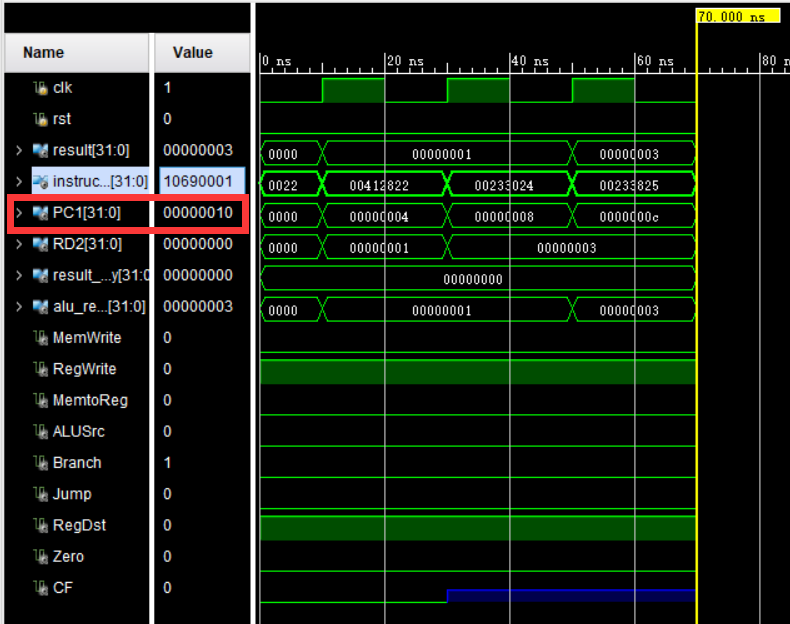 70.000 ns
Name Value
0 ns 20 ns 40 ns 60 ns 80 n
clk 1
rst 0
result[31:0] 00000003 0000 00000001 00000003
instruc...[31:0] 10690001 0022 00412822 00233024 00233825
PC1[31:0] 00000010 0000 00000004 00000008 0000000c
RD2[31:0] 00000000 0000 00000001 00000003
result_...y[31:0 00000000 00000000
alu_re...[31:0] 00000003 0000 00000001 00000003
MemWrite 0
RegWrite 0
MemtoReg 0
ALUSrc 0
Branch 1
Jump 0
RegDst 0
Zero 0
CF 0